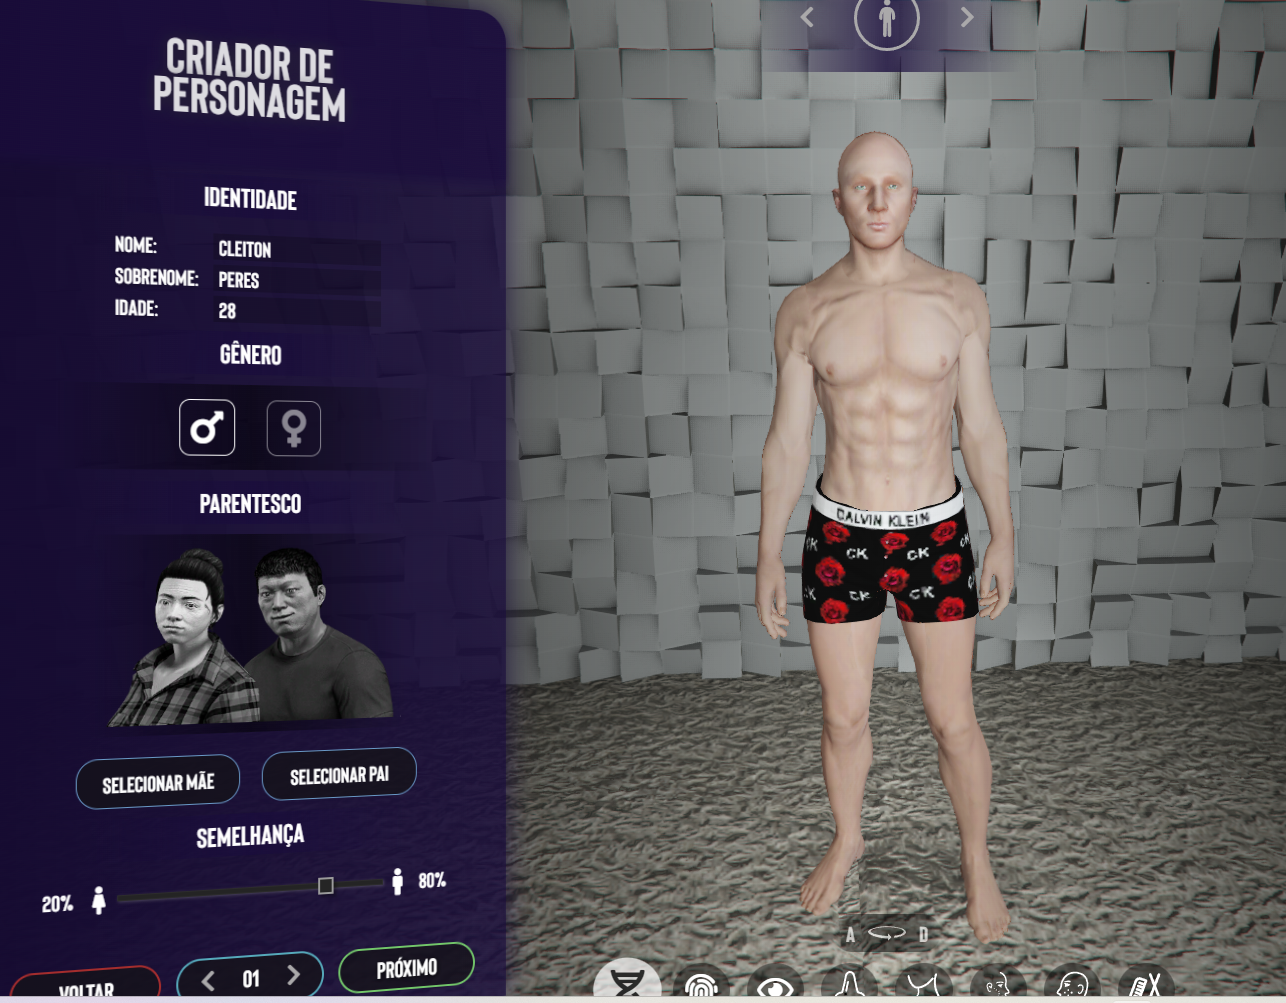 CRIADOR DE
PERSONAGEM
IDENTIDADE
NOME: CLEITON
SOBRENOME: PERES
IDADE: 28
GÊNERO
PARENTESCO
SELECIONAR MÃE SELECIONAR PAI
SEMELHANÇA
20% 80%
VOLTAR 01 PRÓXIMO
CALVIN KLEIN
CK CK CK
CK CK CK
A D